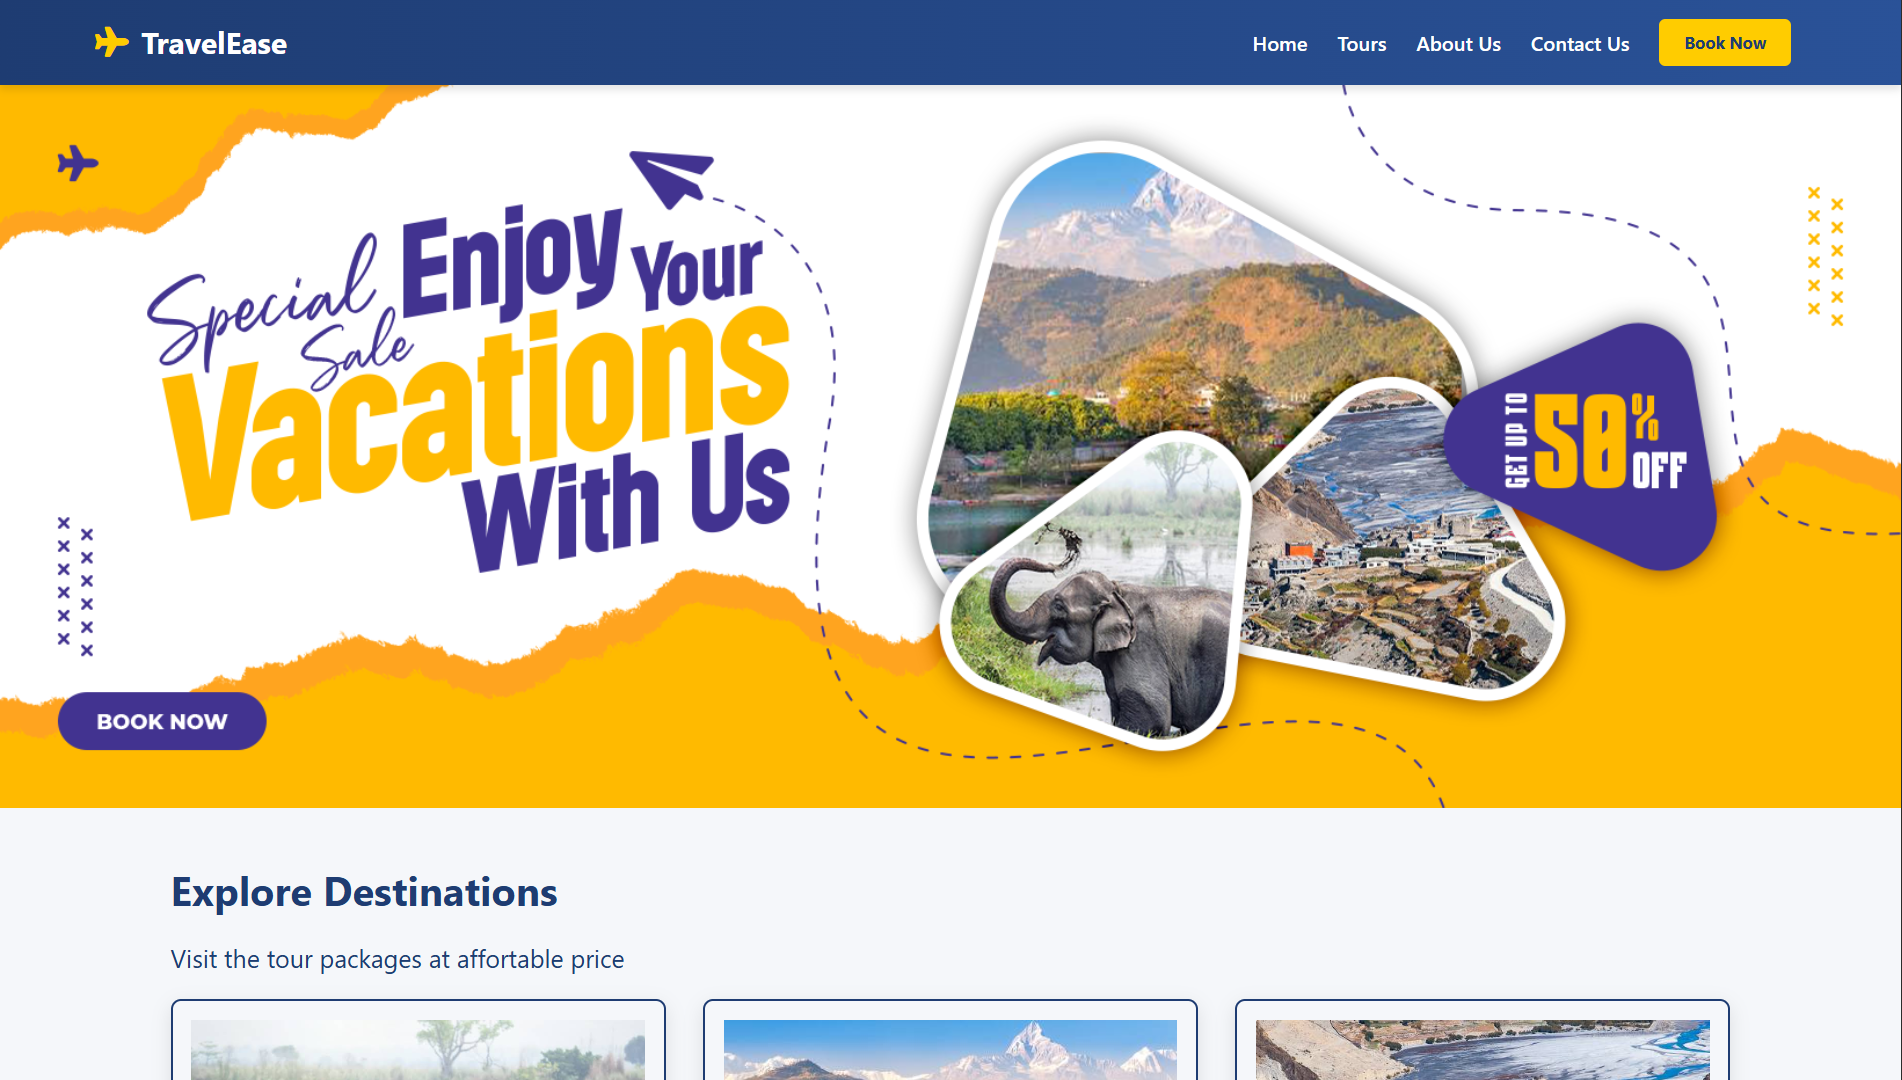 TravelEase
Home Tours About Us Contact Us Book Now
Special Sale
Enjoy Your
Vacations
With Us
GET UP TO 50% OFF
BOOK NOW
Explore Destinations
Visit the tour packages at affortable price